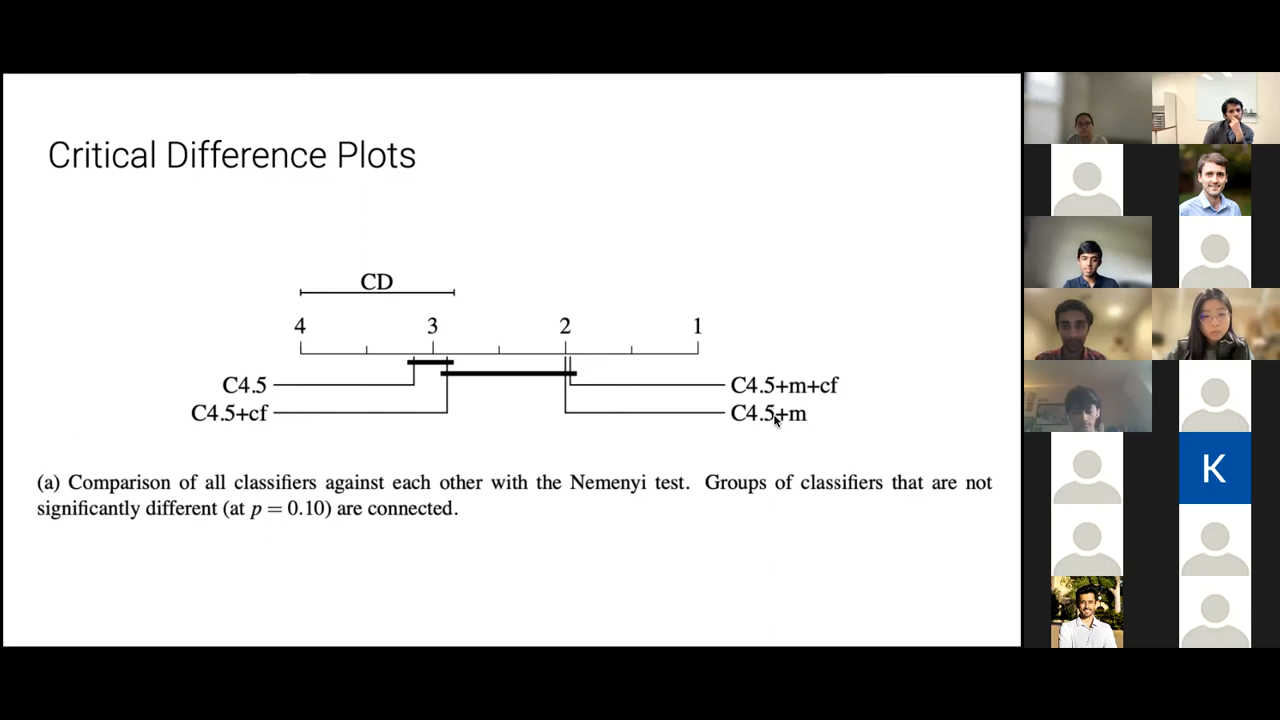 Critical Difference Plots
CD
4 3 2 1
C4.5 C4.5+m+cf
C4.5+cf C4.5+m
(a) Comparison of all classifiers against each other with the Nemenyi test. Groups of classifiers that are not
significantly different (at p = 0.10) are connected.
K